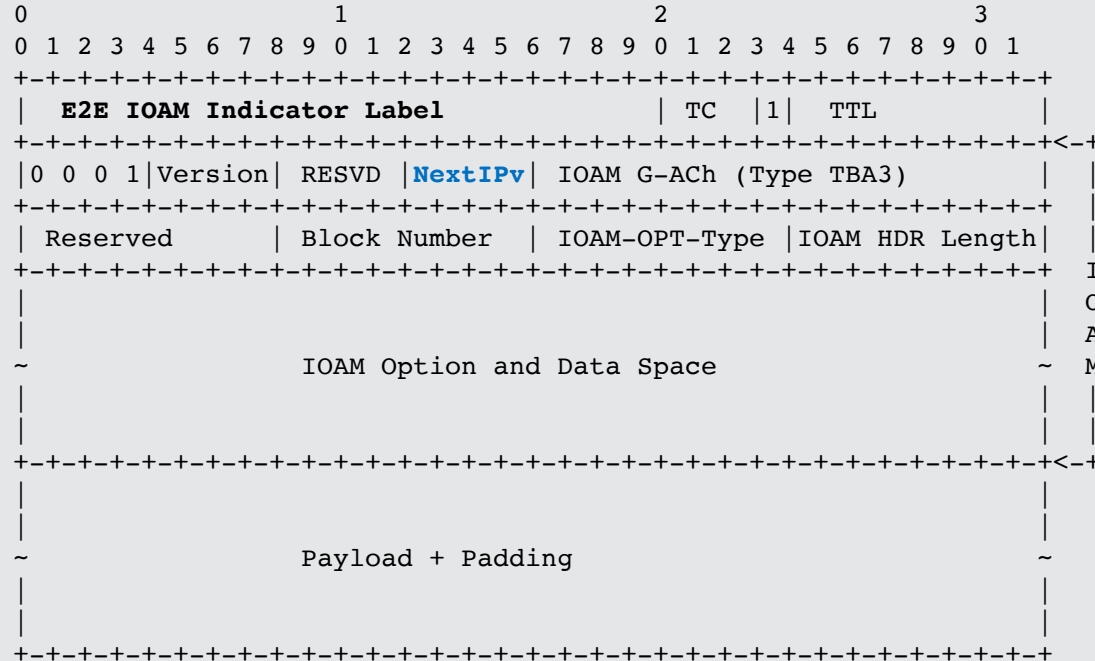 0                   1                   2                   3
0 1 2 3 4 5 6 7 8 9 0 1 2 3 4 5 6 7 8 9 0 1 2 3 4 5 6 7 8 9 0 1
+-+-+-+-+-+-+-+-+-+-+-+-+-+-+-+-+-+-+-+-+-+-+-+-+-+-+-+-+-+-+-+-+
|  E2E IOAM Indicator Label             | TC  |1|  TTL          |
+-+-+-+-+-+-+-+-+-+-+-+-+-+-+-+-+-+-+-+-+-+-+-+-+-+-+-+-+-+-+-+-+<-+
|0 0 0 1|Version| RESVD |NextIPv| IOAM G-ACh (Type TBA3)        |  |
+-+-+-+-+-+-+-+-+-+-+-+-+-+-+-+-+-+-+-+-+-+-+-+-+-+-+-+-+-+-+-+-+  |
| Reserved      | Block Number  | IOAM-OPT-Type |IOAM HDR Length|  |
+-+-+-+-+-+-+-+-+-+-+-+-+-+-+-+-+-+-+-+-+-+-+-+-+-+-+-+-+-+-+-+-+  I
|                                                               |  O
|                                                               |  A
~                 IOAM Option and Data Space                    ~  M
|                                                               |  |
|                                                               |  |
+-+-+-+-+-+-+-+-+-+-+-+-+-+-+-+-+-+-+-+-+-+-+-+-+-+-+-+-+-+-+-+-+<-+
|                                                               |
|                                                               |
~                 Payload + Padding                             ~
|                                                               |
|                                                               |
+-+-+-+-+-+-+-+-+-+-+-+-+-+-+-+-+-+-+-+-+-+-+-+-+-+-+-+-+-+-+-+-+